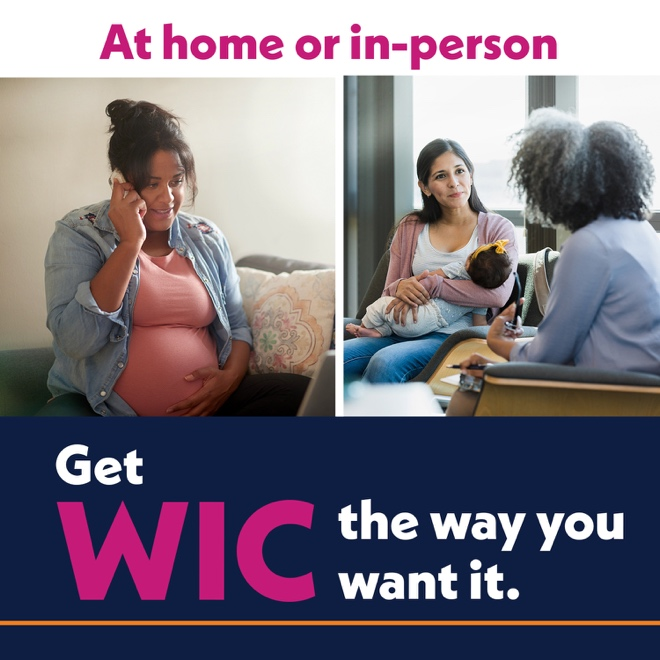 At home or in-person
Get
WIC
the way you
want it.